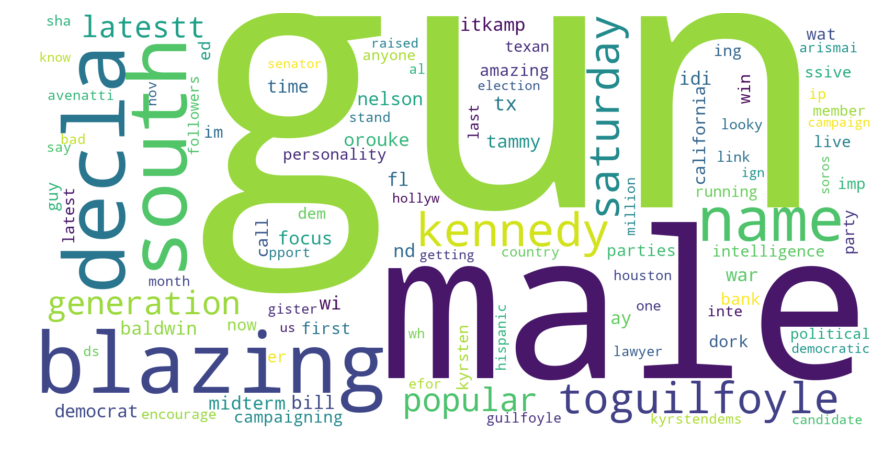 gun
male
decla
south
blazing
saturday
kennedy
name
toguilfoyle
generation
popular
latestt
sha
know
avenatti
bad
say
guy
latest
nov
followers
ed
im
senator
time
raised
anyone
al
nelson
stand
orouke
personality
itkamp
texan
amazing
election
tx
last
tammy
fl
hollyw
dem
call
focus
pport
nd
getting
country
million
parties
ing
idi
win
california
looky
link
ign
running
wat
arismai
ssive
ip
member
campaign
live
soros
imp
party
intelligence
war
houston
bank
one
inte
ay
lawyer
dork
political
democratic
month
gister
wi
us
first
now
baldwin
ds
er
wh
hispanic
kyrsten
efor
democrat
encourage
midterm
bill
campaigning
guilfoyle
kyrstendems
candidate